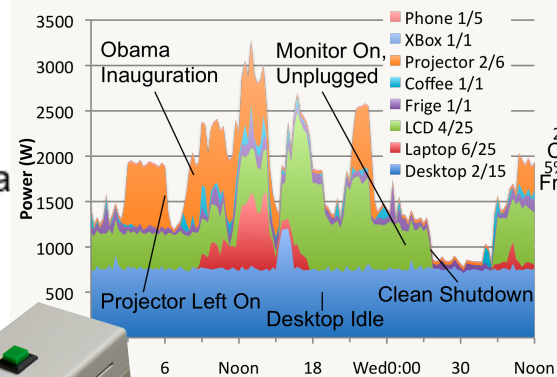 3500
3000
2500
2000
1500
1000
500
Power (W)
Obama
Inauguration
Monitor On,
Unplugged
Phone 1/5
XBox 1/1
Projector 2/6
Coffee 1/1
Frige 1/1
LCD 4/25
Laptop 6/25
Desktop 2/15
Projector Left On
Desktop Idle
Clean Shutdown
6
Noon
18
Wed00:00
30
Noon